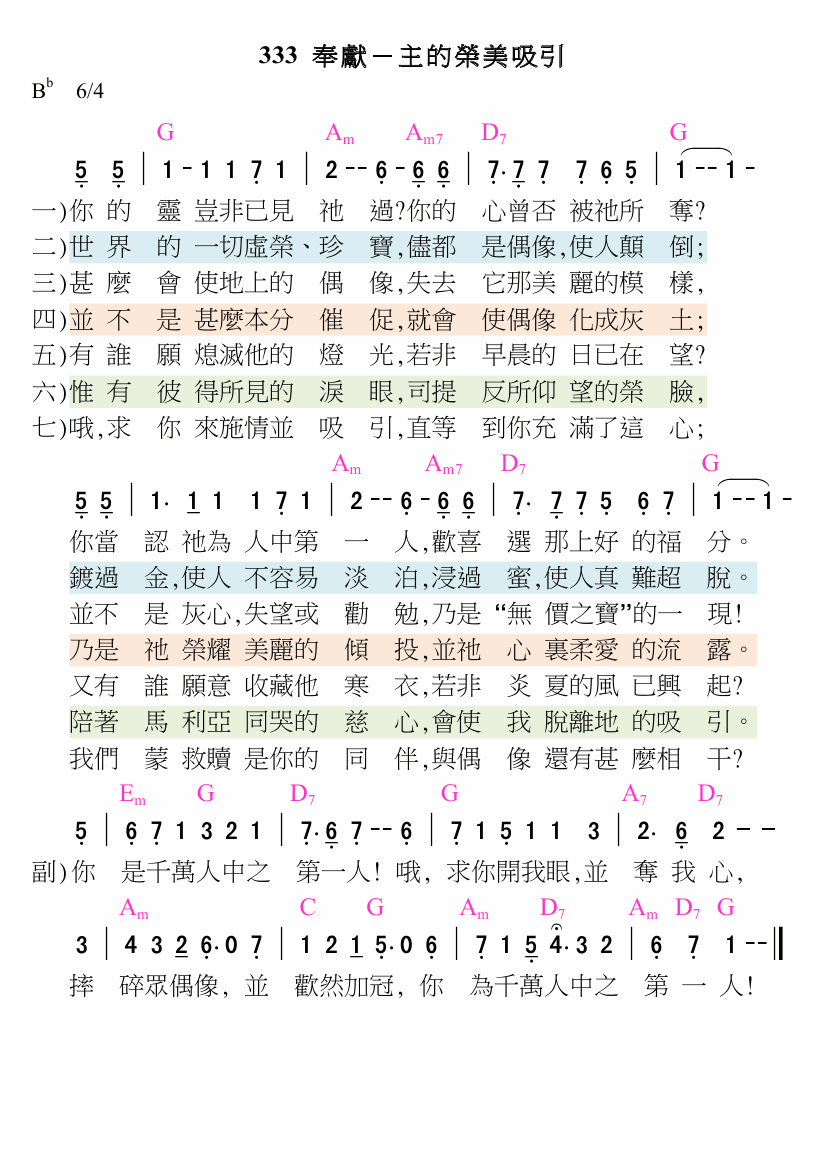 333 奉獻－主的榮美吸引
B♭ 6/4
G Am Am7 D7 G
5 5 | 1 - 1 1 7 1 | 2 -- 6 - 6 6 | 7. 7 7 7 6 5 | 1 -- 1 -
一)你 的 靈 豈非已見 祂 過?你的 心曾否 被祂所 奪?
二)世 界 的 一切虛榮、珍 寶,儘都 是偶像,使人顛 倒;
三)甚 麼 會 使地上的 偶 像,失去 它那美 麗的模 樣,
四)並 不 是 甚麼本分 催 促,就會 使偶像 化成灰 土;
五)有 誰 願 熄滅他的 燈 光,若非 早晨的 日已在 望?
六)惟 有 彼 得所見的 淚 眼,司提 反所仰 望的榮 臉,
七)哦,求 你 來施情並 吸 引,直等 到你充 滿了這 心;
Am Am7 D7 G
5 5 | 1. 1 1 1 7 1 | 2 -- 6 - 6 6 | 7. 7 7 5 6 7 | 1 -- 1 -
你當 認 祂為 人中第 一 人,歡喜 選 那上好 的福 分。
鍍過 金,使人 不容易 淡 泊,浸過 蜜,使人真 難超 脫。
並不 是 灰心,失望或 勸 勉,乃是 “無 價之寶”的一 現!
乃是 祂 榮耀 美麗的 傾 投,並祂 心 裏柔愛 的流 露。
又有 誰 願意 收藏他 寒 衣,若非 炎 夏的風 已興 起?
陪著 馬 利亞 同哭的 慈 心,會使 我 脫離地 的吸 引。
我們 蒙 救贖 是你的 同 伴,與偶 像 還有甚 麼相 干?
Em G D7 G A7 D7
5 | 6 7 1 3 2 1 | 7. 6 7 -- 6 | 7 1 5 1 1 3 | 2. 6 2 - -
副)你 是千萬人中之 第一人! 哦, 求你開我眼,並 奪 我 心,
Am C G Am D7 Am D7 G
3 | 4 3 2 6. 0 7 | 1 2 1 5. 0 6 | 7 1 5 4. 3 2 | 6 7 1 --
摔 碎眾偶像, 並 歡然加冠, 你 為千萬人中之 第 一 人!